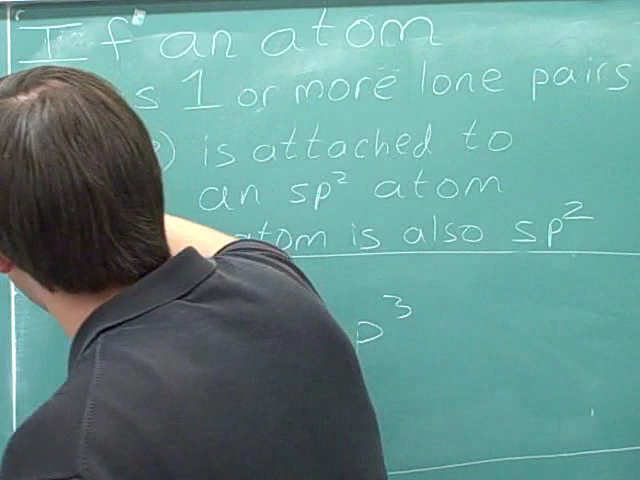 If an atom
s 1 or more lone pairs
) is attached to
an sp² atom
atom is also sp²
p³